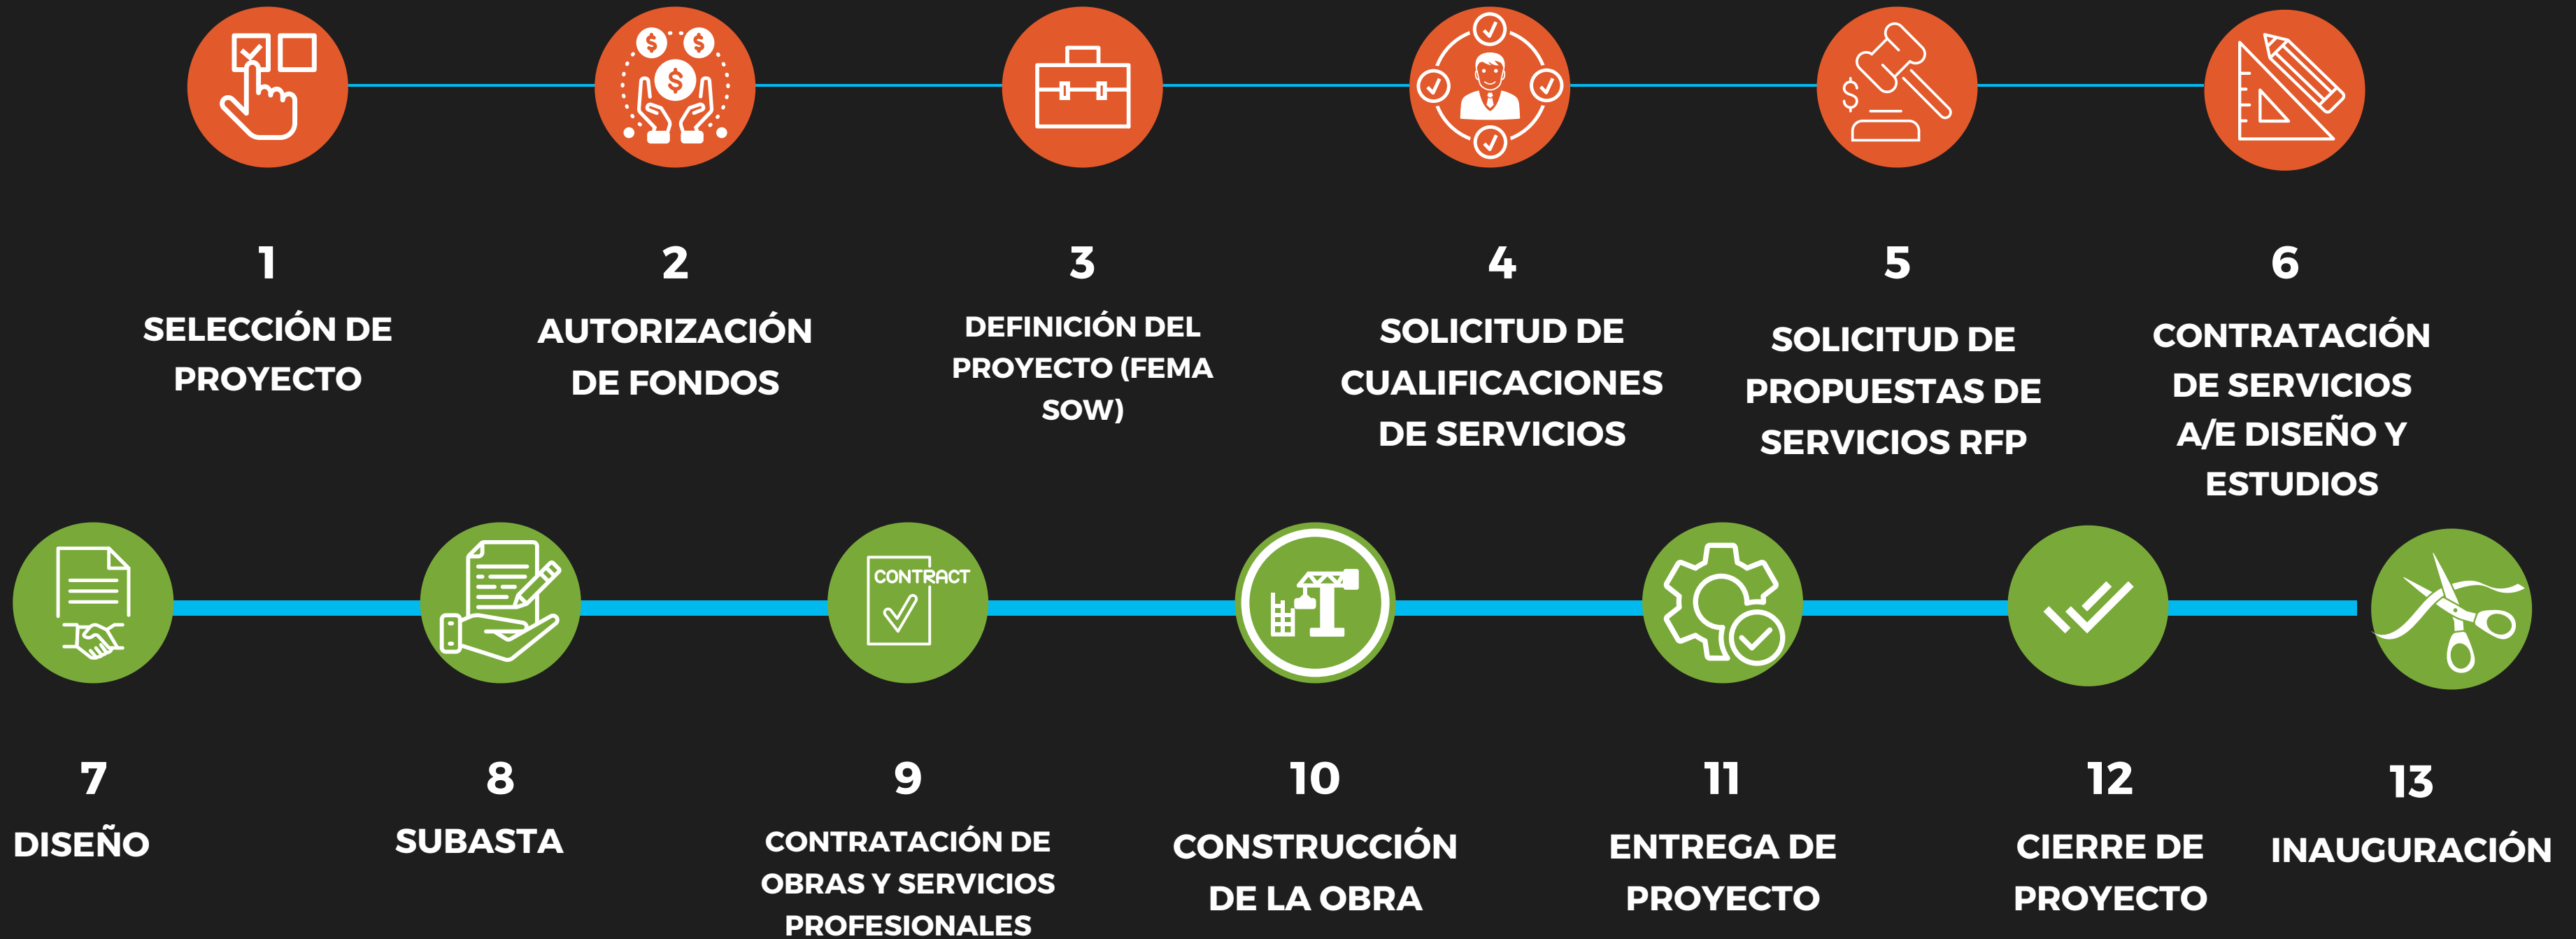 1
SELECCIÓN DE
PROYECTO
2
AUTORIZACIÓN
DE FONDOS
3
DEFINICIÓN DEL
PROYECTO (FEMA
SOW)
4
SOLICITUD DE
CUALIFICACIONES
DE SERVICIOS
5
SOLICITUD DE
PROPUESTAS DE
SERVICIOS RFP
6
CONTRATACIÓN
DE SERVICIOS
A/E DISEÑO Y
ESTUDIOS
7
DISEÑO
8
SUBASTA
CONTRACT
9
CONTRATACIÓN DE
OBRAS Y SERVICIOS
PROFESIONALES
10
CONSTRUCCIÓN
DE LA OBRA
11
ENTREGA DE
PROYECTO
12
CIERRE DE
PROYECTO
13
INAUGURACIÓN